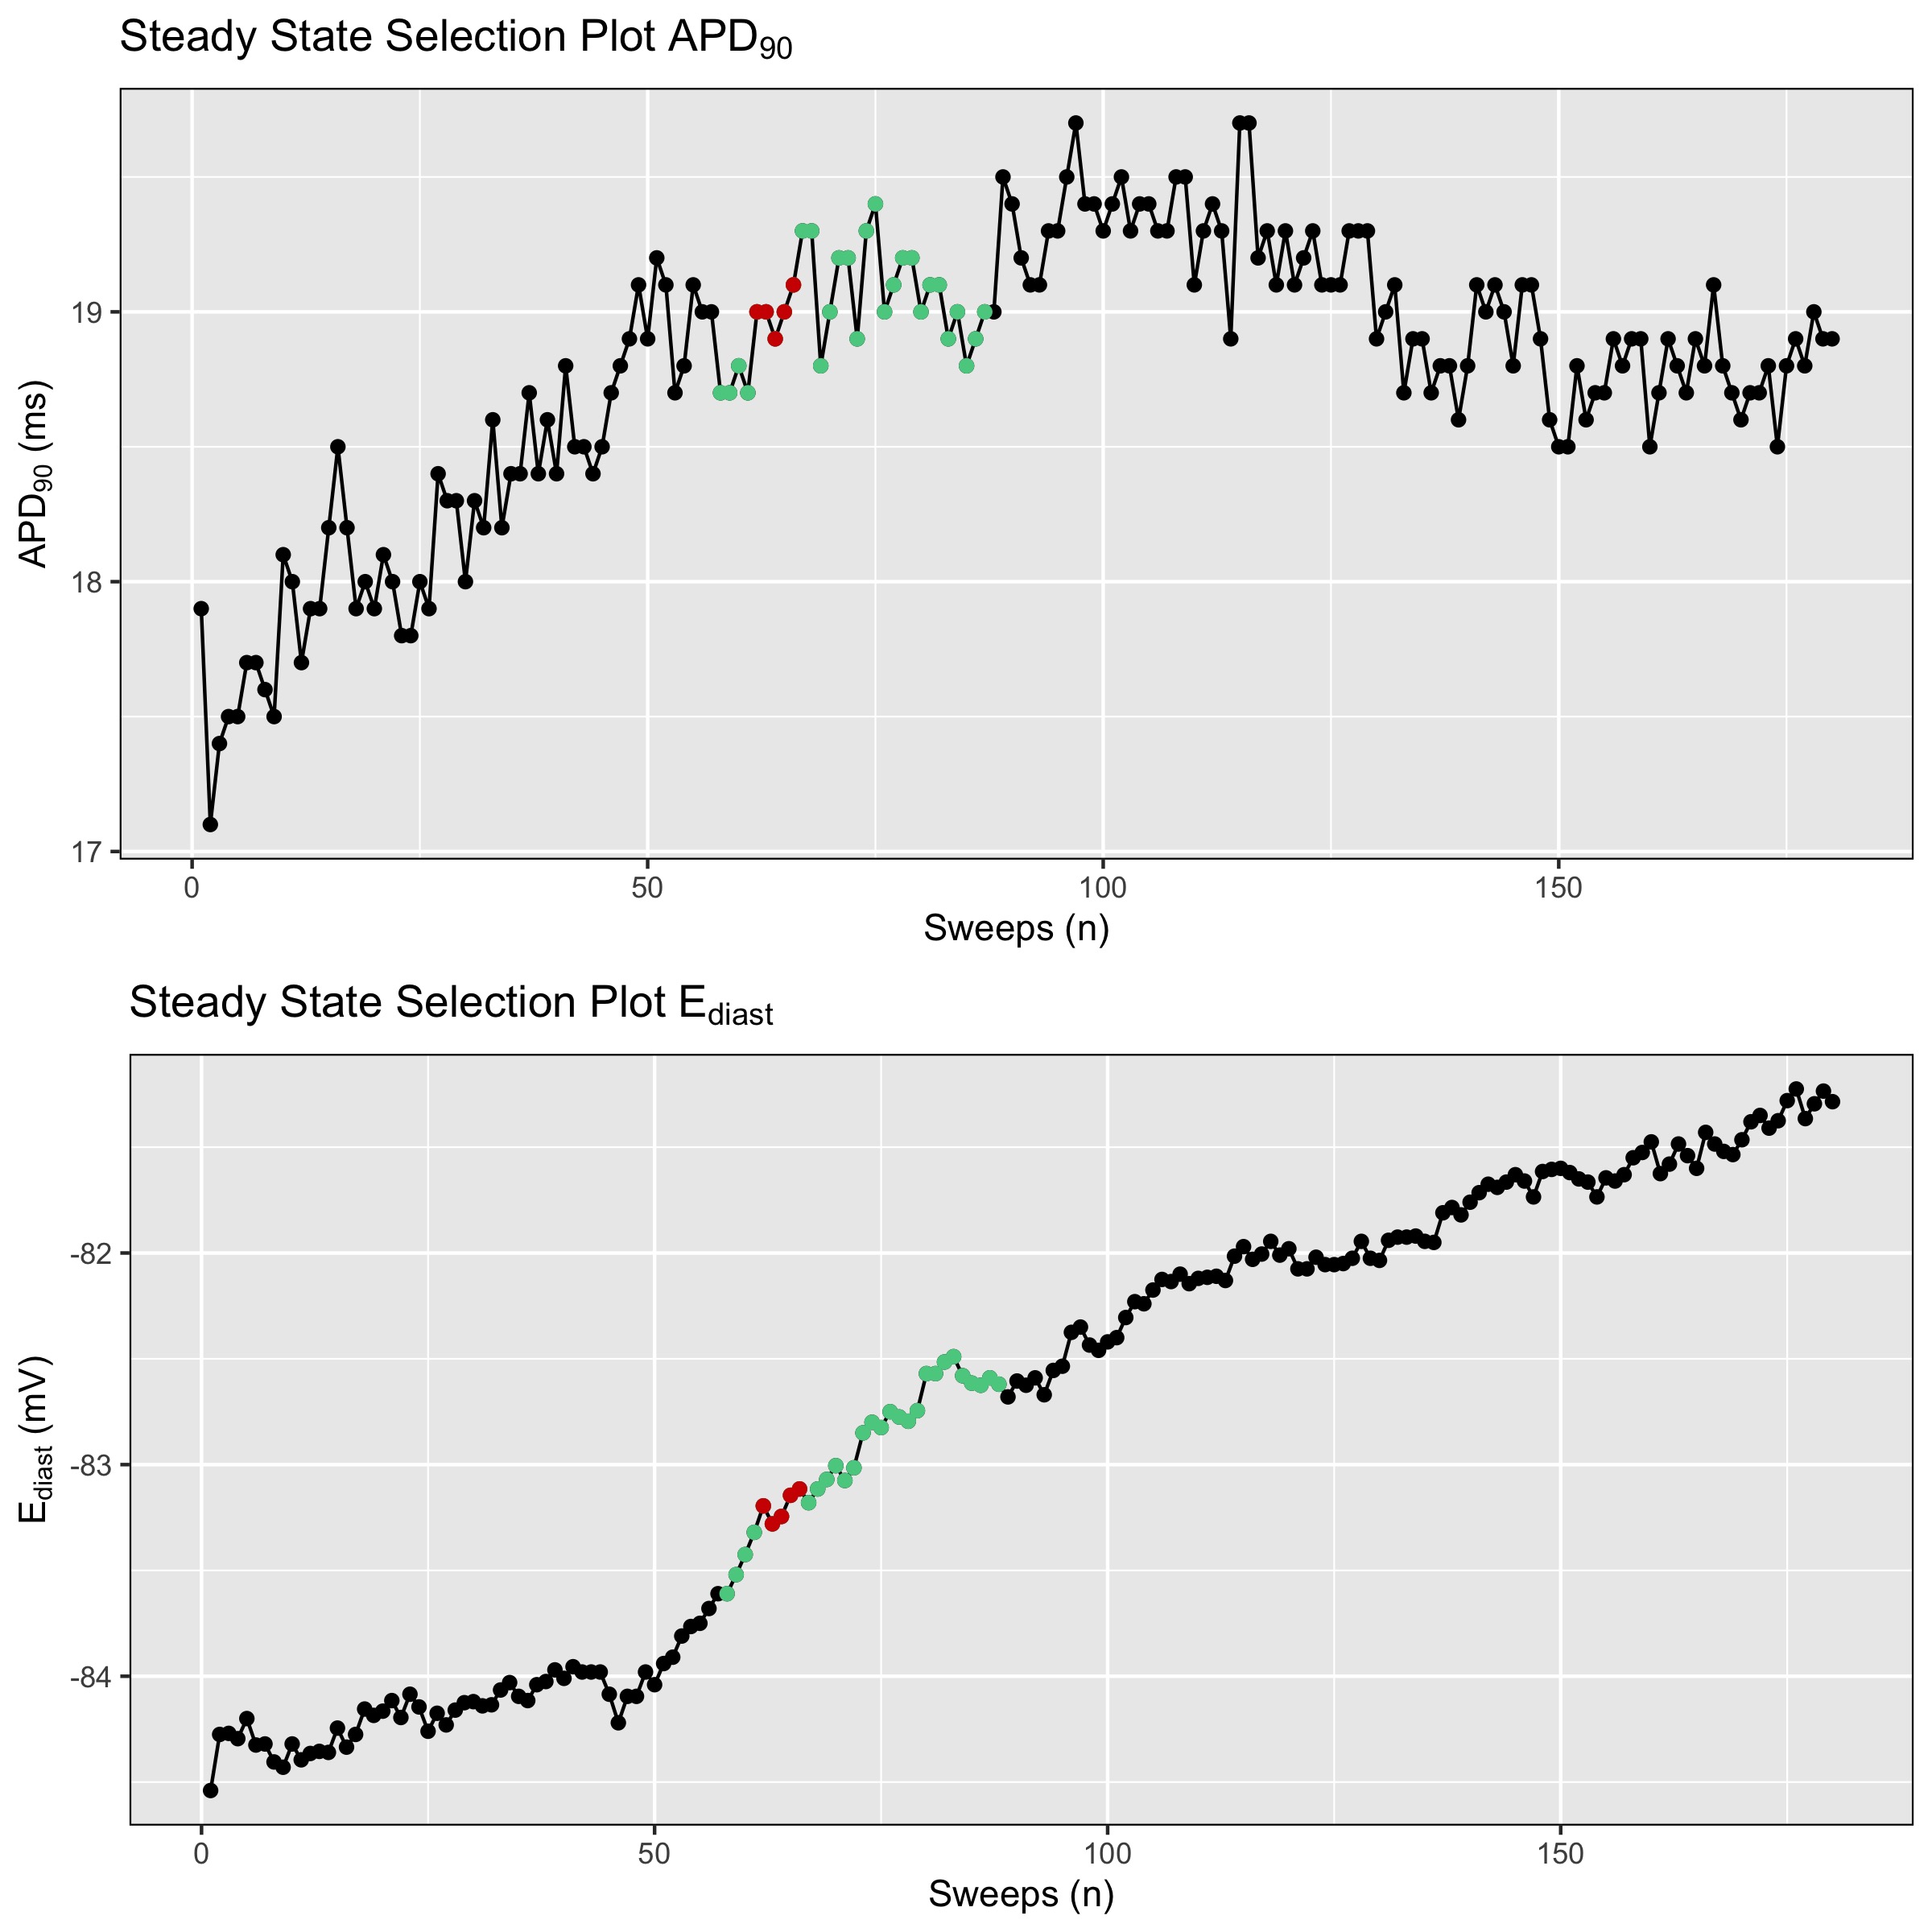 Steady State Selection Plot APD90
19
18
17
APD90 (ms)
0 50 100 150
Sweeps (n)
Steady State Selection Plot Ediast
-82
-83
-84
Ediast (mV)
0 50 100 150
Sweeps (n)